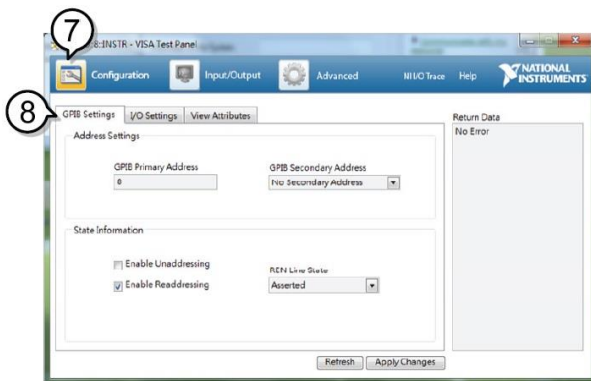 7
8::INSTR - VISA Test Panel
Configuration Input/Output Advanced NI I/O Trace Help NATIONAL INSTRUMENTS
8
GPIB Settings I/O Settings View Attributes
Return Data
No Error
Address Settings
GPIB Primary Address GPIB Secondary Address
8 No Secondary Address
State Information
Enable Unaddressing
Enable Readdressing
REN Line State
Asserted
Refresh Apply Changes